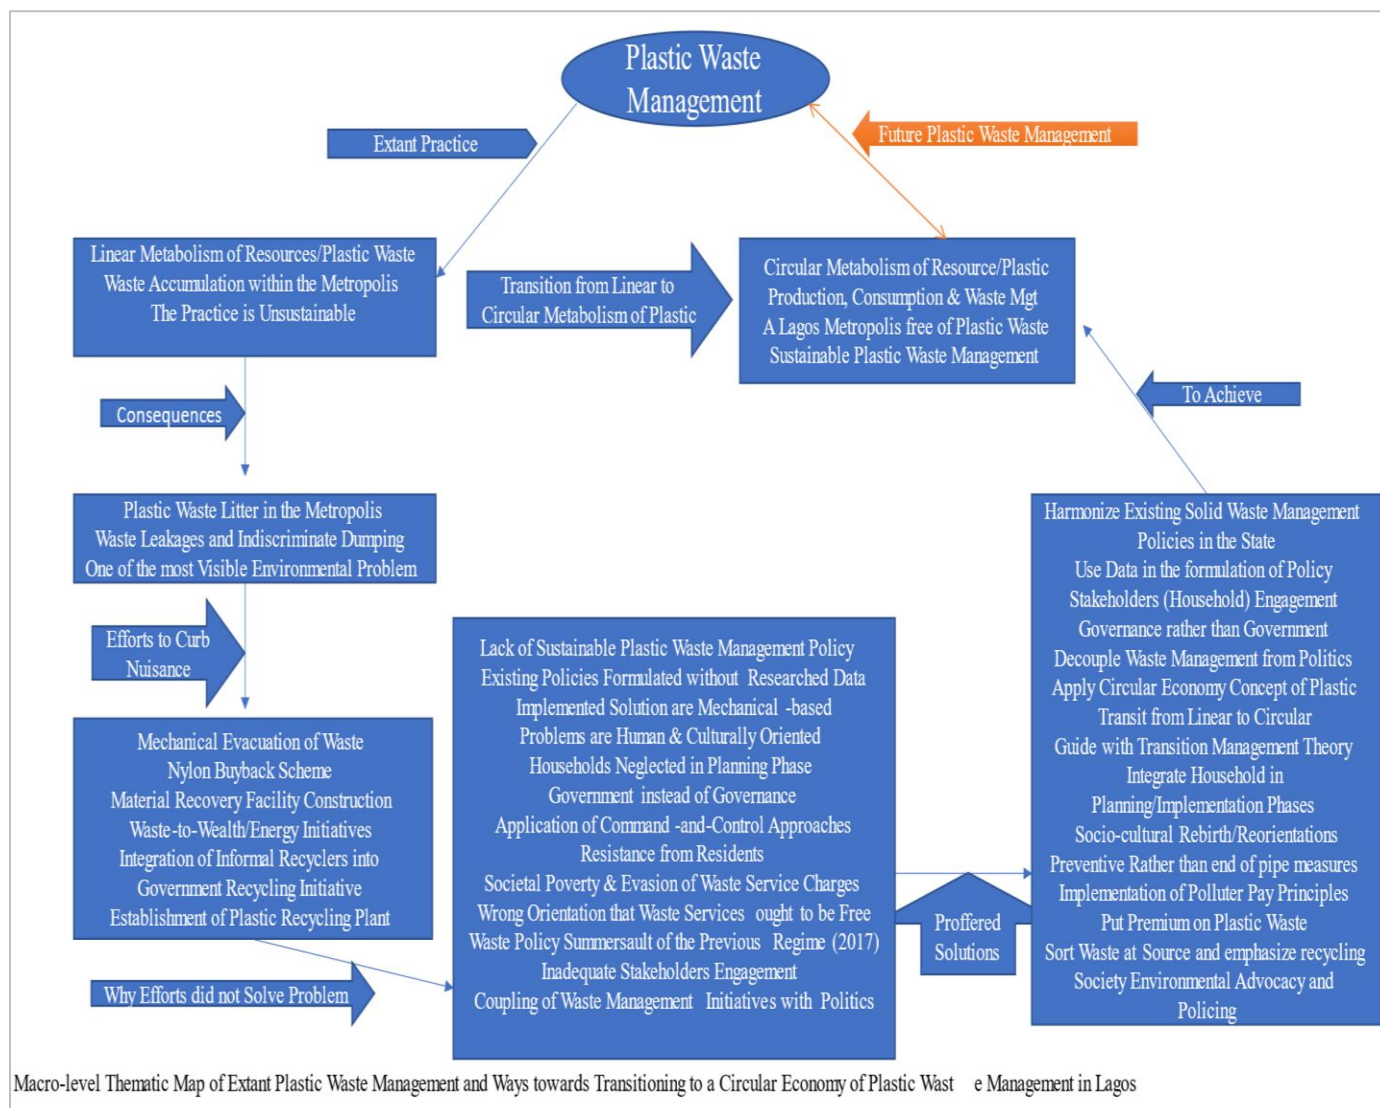 Plastic Waste
Management
Extant Practice
Future Plastic Waste Management
Linear Metabolism of Resources/Plastic Waste
Waste Accumulation within the Metropolis
The Practice is Unsustainable
Transition from Linear to
Circular Metabolism of Plastic
Circular Metabolism of Resource/Plastic
Production, Consumption & Waste Mgt
A Lagos Metropolis free of Plastic Waste
Sustainable Plastic Waste Management
Consequences
To Achieve
Plastic Waste Litter in the Metropolis
Waste Leakages and Indiscriminate Dumping
One of the most Visible Environmental Problem
Efforts to Curb
Nuisance
Mechanical Evacuation of Waste
Nylon Buyback Scheme
Material Recovery Facility Construction
Waste-to-Wealth/Energy Initiatives
Integration of Informal Recyclers into
Government Recycling Initiative
Establishment of Plastic Recycling Plant
Why Efforts did not Solve Problem
Lack of Sustainable Plastic Waste Management Policy
Existing Policies Formulated without Researched Data
Implemented Solution are Mechanical -based
Problems are Human & Culturally Oriented
Households Neglected in Planning Phase
Government instead of Governance
Application of Command -and-Control Approaches
Resistance from Residents
Societal Poverty & Evasion of Waste Service Charges
Wrong Orientation that Waste Services ought to be Free
Waste Policy Summersault of the Previous Regime (2017)
Inadequate Stakeholders Engagement
Coupling of Waste Management Initiatives with Politics
Proffered
Solutions
Harmonize Existing Solid Waste Management
Policies in the State
Use Data in the formulation of Policy
Stakeholders (Household) Engagement
Governance rather than Government
Decouple Waste Management from Politics
Apply Circular Economy Concept of Plastic
Transit from Linear to Circular
Guide with Transition Management Theory
Integrate Household in
Planning/Implementation Phases
Socio-cultural Rebirth/Reorientations
Preventive Rather than end of pipe measures
Implementation of Polluter Pay Principles
Put Premium on Plastic Waste
Sort Waste at Source and emphasize recycling
Society Environmental Advocacy and
Policing
Macro-level Thematic Map of Extant Plastic Waste Management and Ways towards Transitioning to a Circular Economy of Plastic Wast e Management in Lagos